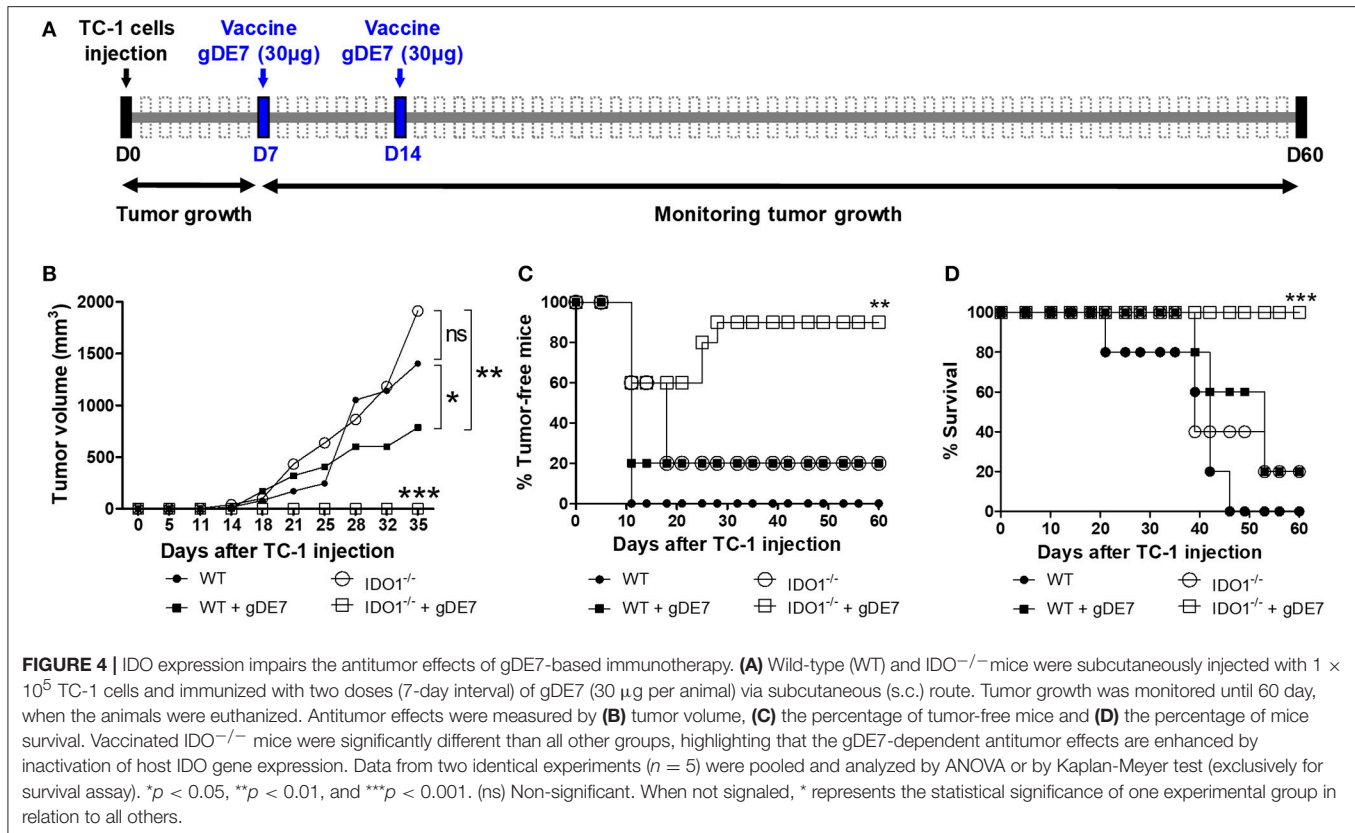 A
TC-1 cells injection
Vaccine gDE7 (30µg)
Vaccine gDE7 (30µg)
D0
D7
D14
D60
Tumor growth
Monitoring tumor growth
B
Tumor volume (mm³)
2000
1500
1000
500
0
0 5 11 14 18 21 25 28 32 35
ns
*
**
***
Days after TC-1 injection
WT
IDO1-/-
WT + gDE7
IDO1-/- + gDE7
C
% Tumor-free mice
100
80
60
40
20
0
0 10 20 30 40 50 60
**
Days after TC-1 injection
WT
IDO1-/-
WT + gDE7
IDO1-/- + gDE7
D
% Survival
100
80
60
40
20
0
0 10 20 30 40 50 60
***
Days after TC-1 injection
WT
IDO1-/-
WT + gDE7
IDO1-/- + gDE7
FIGURE 4 | IDO expression impairs the antitumor effects of gDE7-based immunotherapy. (A) Wild-type (WT) and IDO−/−mice were subcutaneously injected with 1 ×
10⁵ TC-1 cells and immunized with two doses (7-day interval) of gDE7 (30 µg per animal) via subcutaneous (s.c.) route. Tumor growth was monitored until 60 day,
when the animals were euthanized. Antitumor effects were measured by (B) tumor volume, (C) the percentage of tumor-free mice and (D) the percentage of mice
survival. Vaccinated IDO−/− mice were significantly different than all other groups, highlighting that the gDE7-dependent antitumor effects are enhanced by
inactivation of host IDO gene expression. Data from two identical experiments (n = 5) were pooled and analyzed by ANOVA or by Kaplan-Meyer test (exclusively for
survival assay). *p < 0.05, **p < 0.01, and ***p < 0.001. (ns) Non-significant. When not signaled, * represents the statistical significance of one experimental group in
relation to all others.